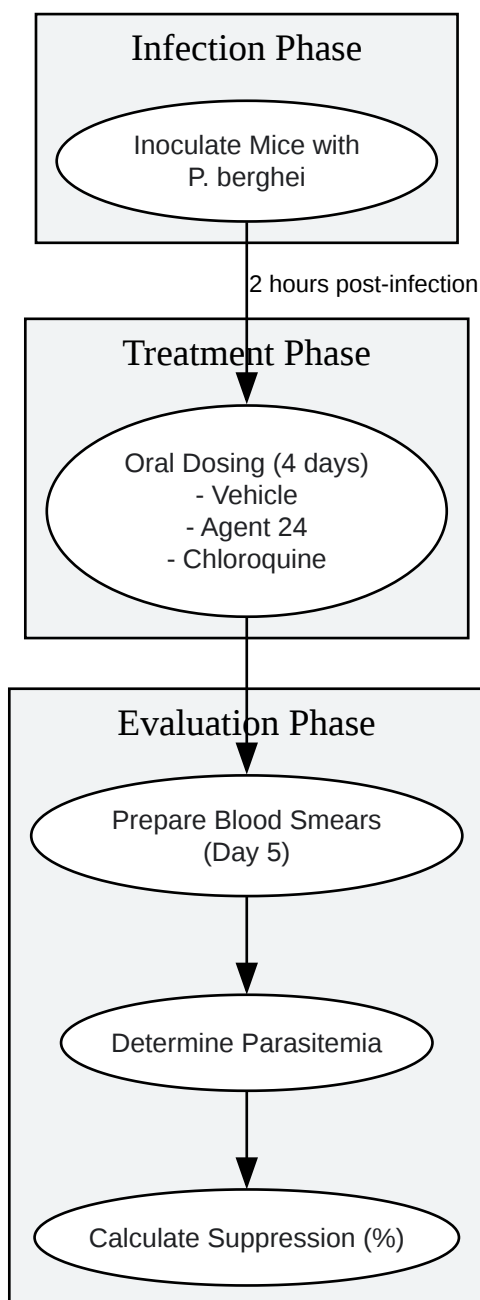 Infection Phase
Inoculate Mice with
P. berghei
2 hours post-infection
Treatment Phase
Oral Dosing (4 days)
- Vehicle
- Agent 24
- Chloroquine
Evaluation Phase
Prepare Blood Smears
(Day 5)
Determine Parasitemia
Calculate Suppression (%)